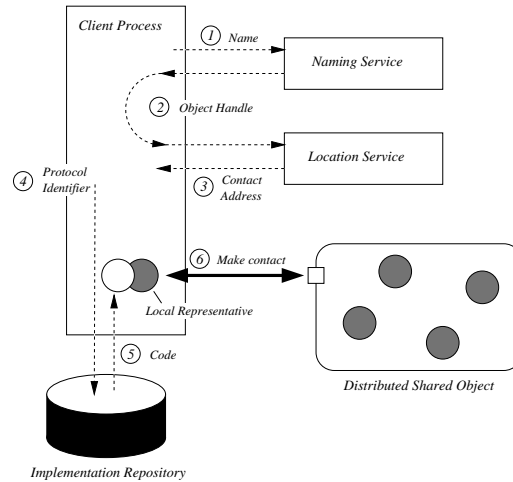 Client Process
1 Name
Naming Service
2 Object Handle
Location Service
3 Contact
Address
4 Protocol
Identifier
6 Make contact
Local Representative
5 Code
Distributed Shared Object
Implementation Repository